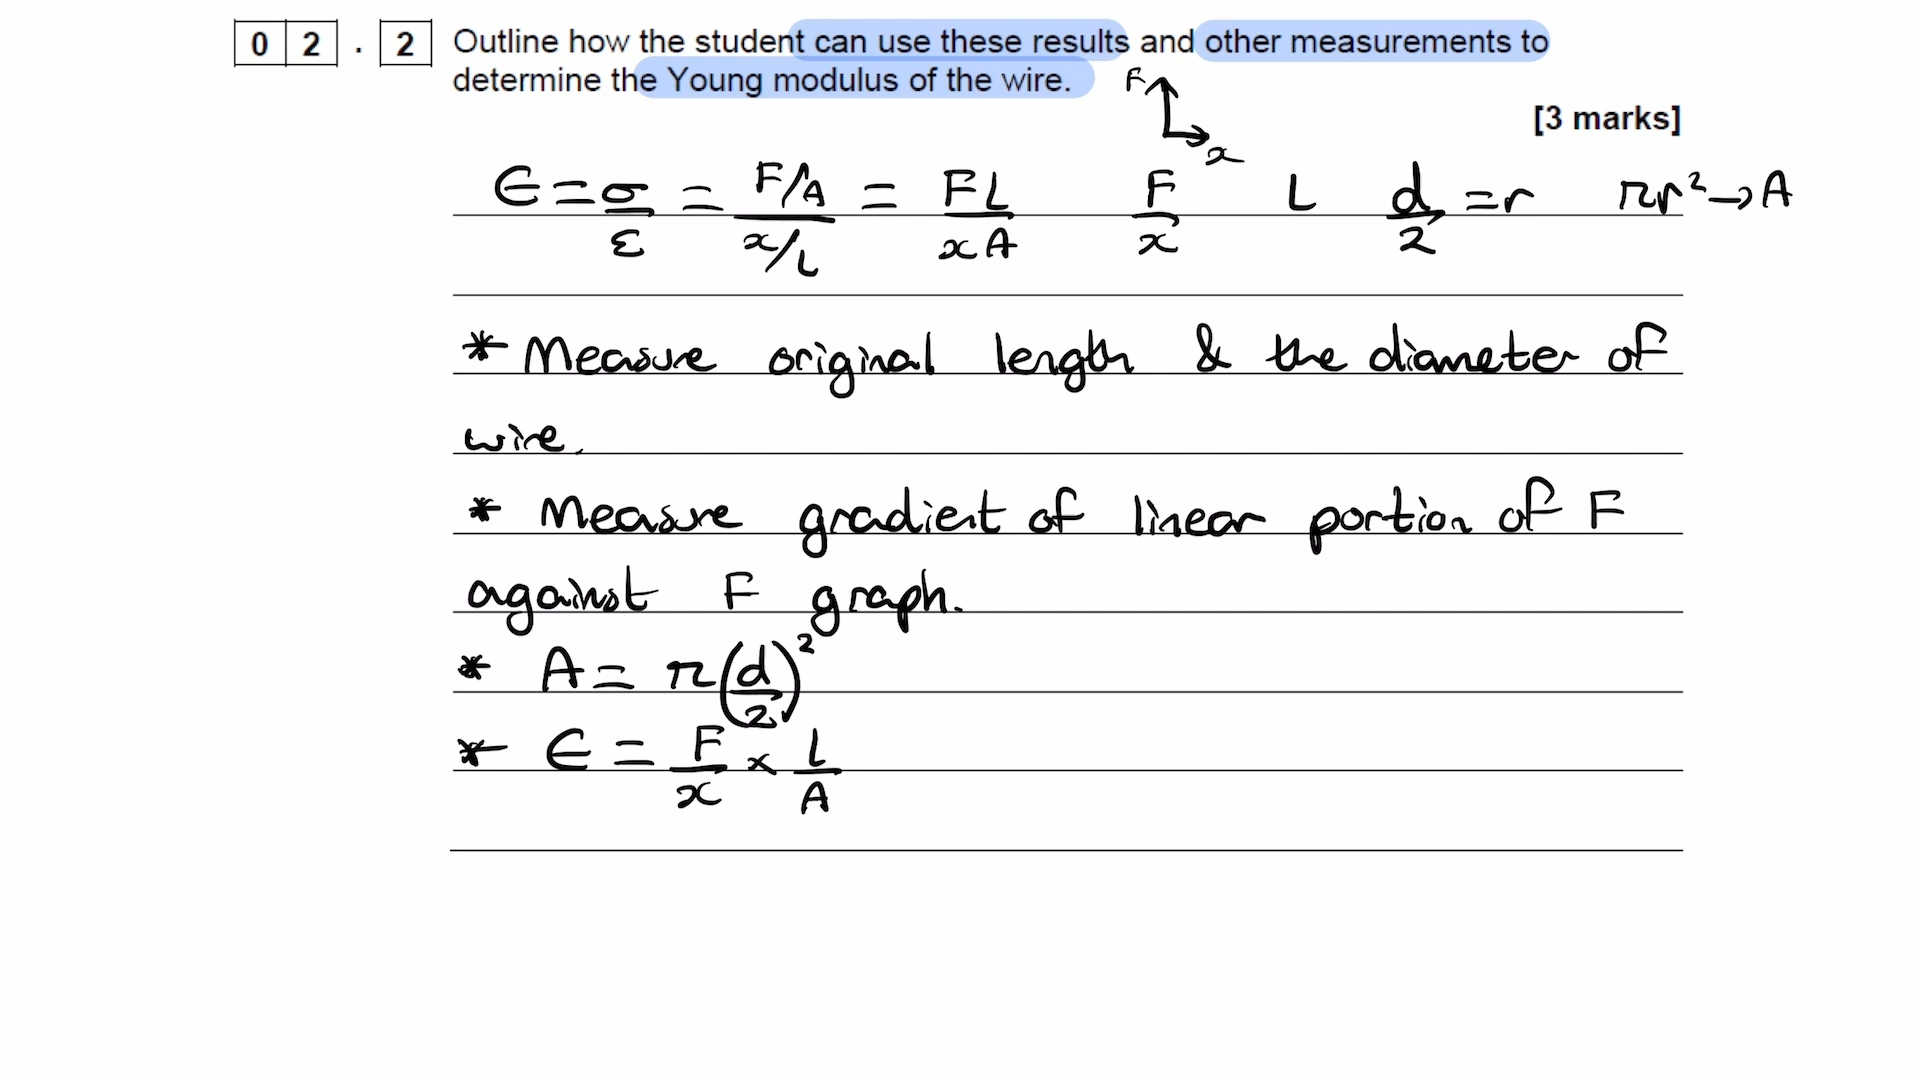 02.2 Outline how the student can use these results and other measurements to
determine the Young modulus of the wire.
[3 marks]
F
x
E = σ/ε = (F/A)/(x/L) = FL/xA F/x L d/2 = r πr² → A
* Measure original length & the diameter of
wire.
* Measure gradient of linear portion of F
against F graph.
* A = π(d/2)²
* E = F/x × L/A